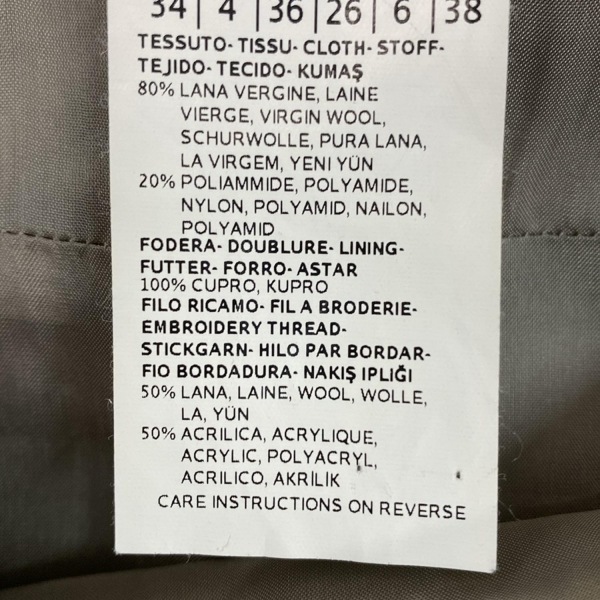 34 | 4 | 36 | 26 | 6 | 38
TESSUTO- TISSU- CLOTH- STOFF-
TEJIDO- TECIDO- KUMAŞ
80% LANA VERGINE, LAINE
VIERGE, VIRGIN WOOL,
SCHURWOLLE, PURA LANA,
LA VIRGEM, YENI YÜN
20% POLIAMMIDE, POLYAMIDE,
NYLON, POLYAMID, NAILON,
POLYAMID
FODERA- DOUBLURE- LINING-
FUTTER- FORRO- ASTAR
100% CUPRO, KUPRO
FILO RICAMO- FIL A BRODERIE-
EMBROIDERY THREAD-
STICKGARN- HILO PAR BORDAR-
FIO BORDADURA- NAKIŞ IPLIĞI
50% LANA, LAINE, WOOL, WOLLE,
LA, YÜN
50% ACRILICA, ACRYLIQUE,
ACRYLIC, POLYACRYL,
ACRILICO, AKRİLİK
CARE INSTRUCTIONS ON REVERSE